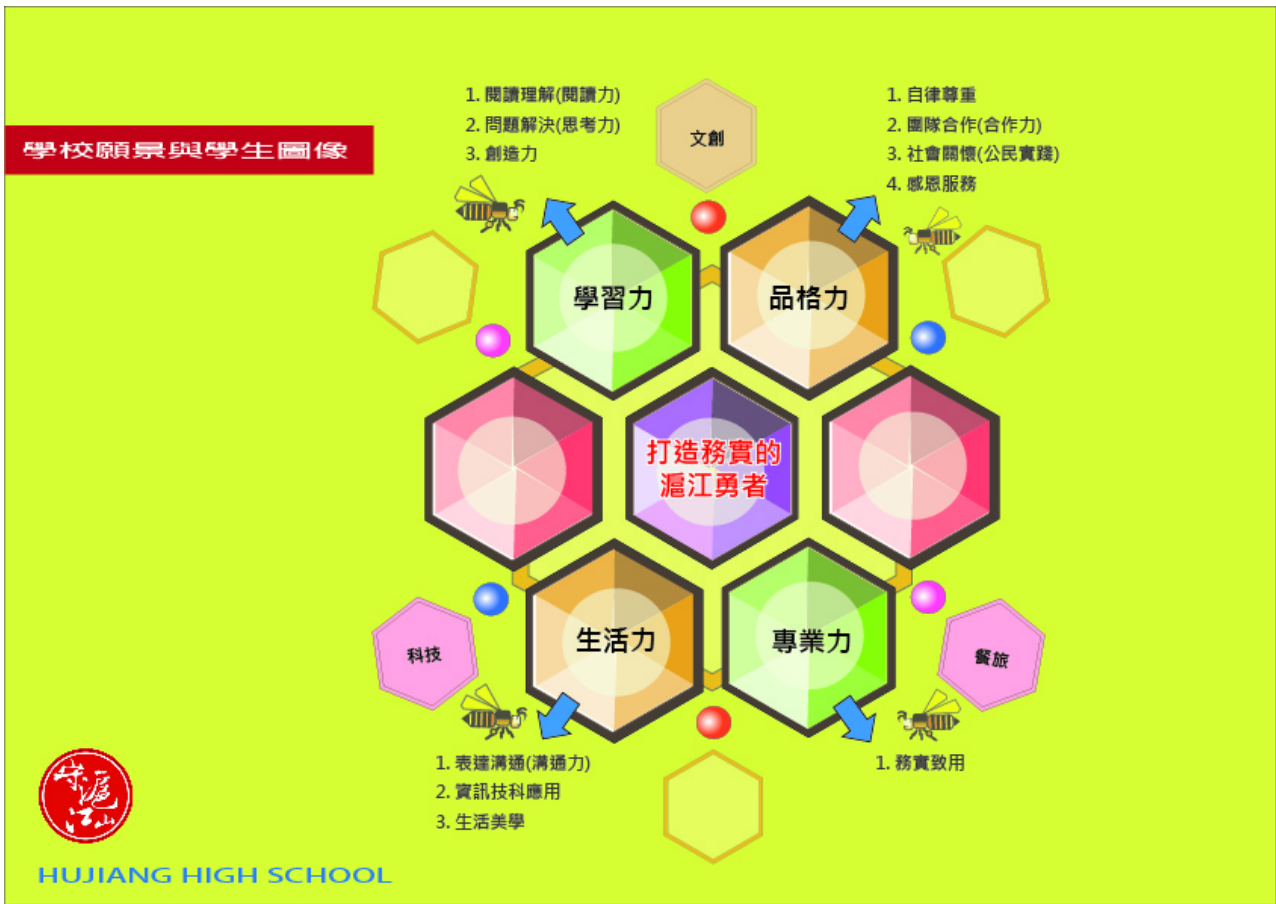 學校願景與學生圖像
1. 閱讀理解(閱讀力)
2. 問題解決(思考力)
3. 創造力
文創
1. 自律尊重
2. 團隊合作(合作力)
3. 社會關懷(公民實踐)
4. 感恩服務
學習力
品格力
打造務實的
滬江勇者
生活力
專業力
科技
餐旅
1. 表達溝通(溝通力)
2. 資訊技科應用
3. 生活美學
1. 務實致用
滬江
HUJIANG HIGH SCHOOL